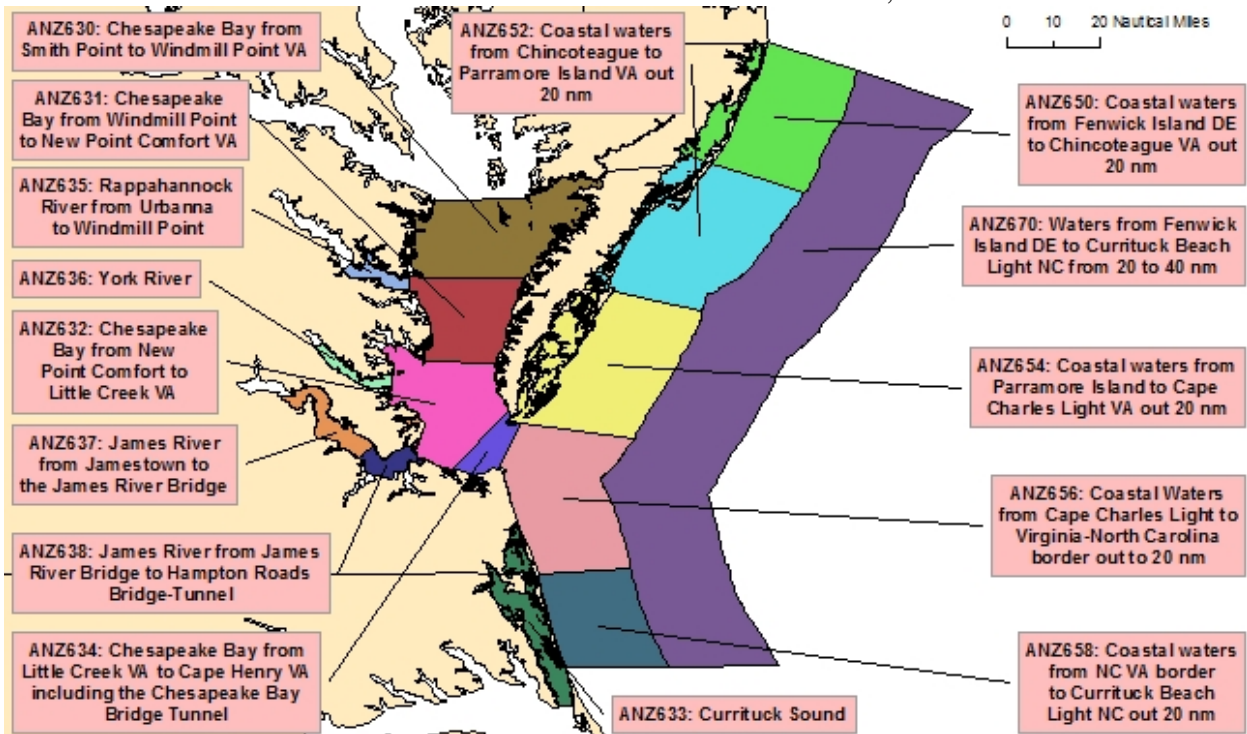 ANZ630: Chesapeake Bay from
Smith Point to Windmill Point VA
ANZ652: Coastal waters
from Chincoteague to
Parramore Island VA out
20 nm
0 10 20 Nautical Miles
ANZ631: Chesapeake
Bay from Windmill Point
to New Point Comfort VA
ANZ650: Coastal waters
from Fenwick Island DE
to Chincoteague VA out
20 nm
ANZ635: Rappahannock
River from Urbanna
to Windmill Point
ANZ670: Waters from Fenwick
Island DE to Currituck Beach
Light NC from 20 to 40 nm
ANZ636: York River
ANZ632: Chesapeake
Bay from New
Point Comfort to
Little Creek VA
ANZ654: Coastal waters from
Parramore Island to Cape
Charles Light VA out 20 nm
ANZ637: James River
from Jamestown to
the James River Bridge
ANZ656: Coastal Waters
from Cape Charles Light to
Virginia-North Carolina
border out to 20 nm
ANZ638: James River from James
River Bridge to Hampton Roads
Bridge-Tunnel
ANZ634: Chesapeake Bay from
Little Creek VA to Cape Henry VA
including the Chesapeake Bay
Bridge Tunnel
ANZ658: Coastal waters
from NC VA border
to Currituck Beach
Light NC out 20 nm
ANZ633: Currituck Sound